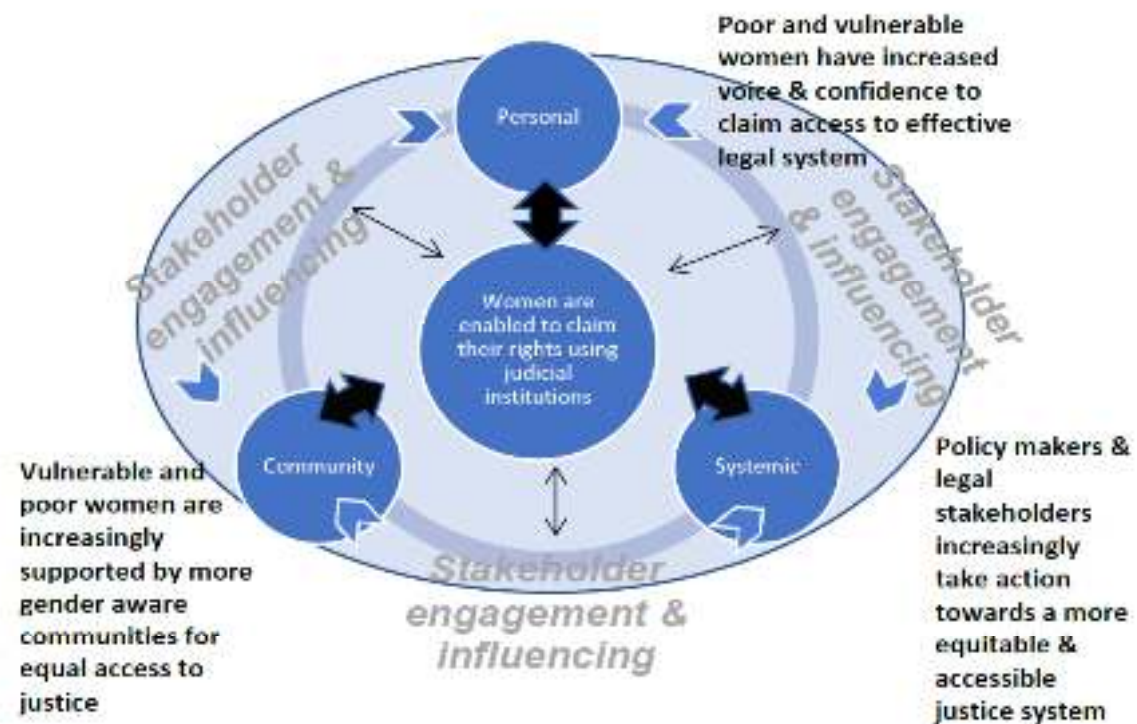 Poor and vulnerable
women have increased
voice & confidence to
claim access to effective
legal system
Personal
Stakeholder
engagement &
influencing
Stakeholder
engagement
& influencing
Women are
enabled to claim
their rights using
judicial
institutions
Community
Systemic
Vulnerable and
poor women are
increasingly
supported by more
gender aware
communities for
equal access to
justice
Policy makers &
legal
stakeholders
increasingly
take action
towards a more
equitable &
accessible
justice system
Stakeholder
engagement &
influencing